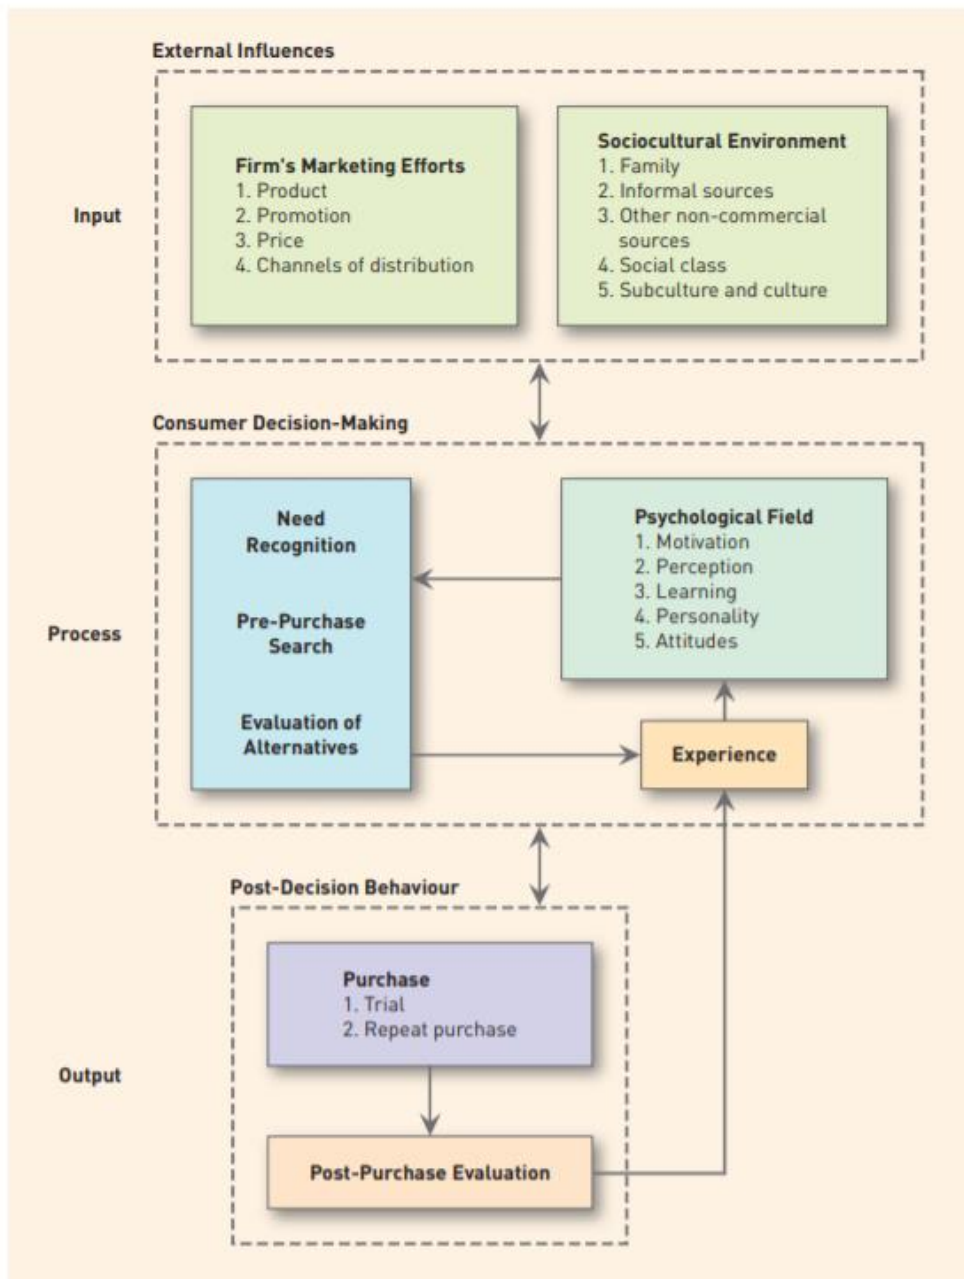 External Influences
Input
Firm's Marketing Efforts
1. Product
2. Promotion
3. Price
4. Channels of distribution
Sociocultural Environment
1. Family
2. Informal sources
3. Other non-commercial
sources
4. Social class
5. Subculture and culture
Consumer Decision-Making
Process
Need
Recognition
Pre-Purchase
Search
Evaluation of
Alternatives
Psychological Field
1. Motivation
2. Perception
3. Learning
4. Personality
5. Attitudes
Experience
Post-Decision Behaviour
Output
Purchase
1. Trial
2. Repeat purchase
Post-Purchase Evaluation